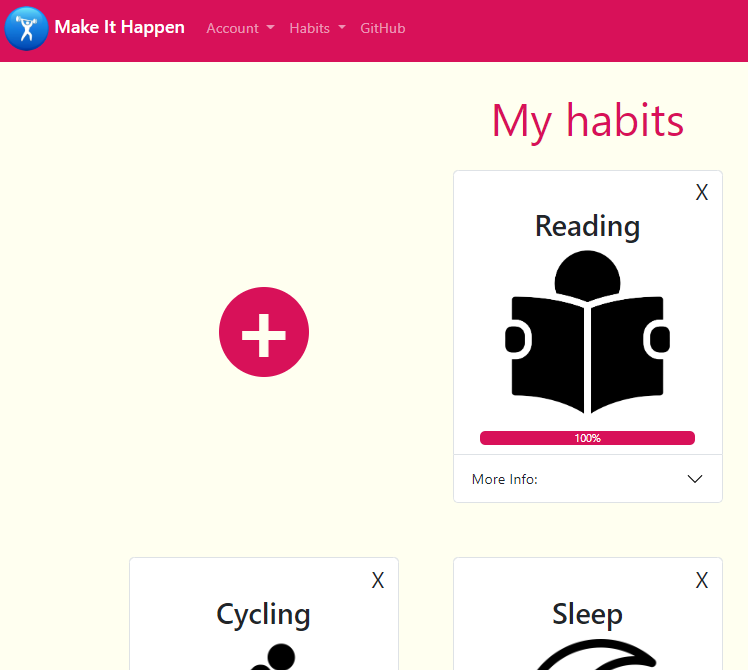 Make It Happen Account Habits GitHub
My habits
X
Reading
100%
More Info:
X
Cycling
X
Sleep